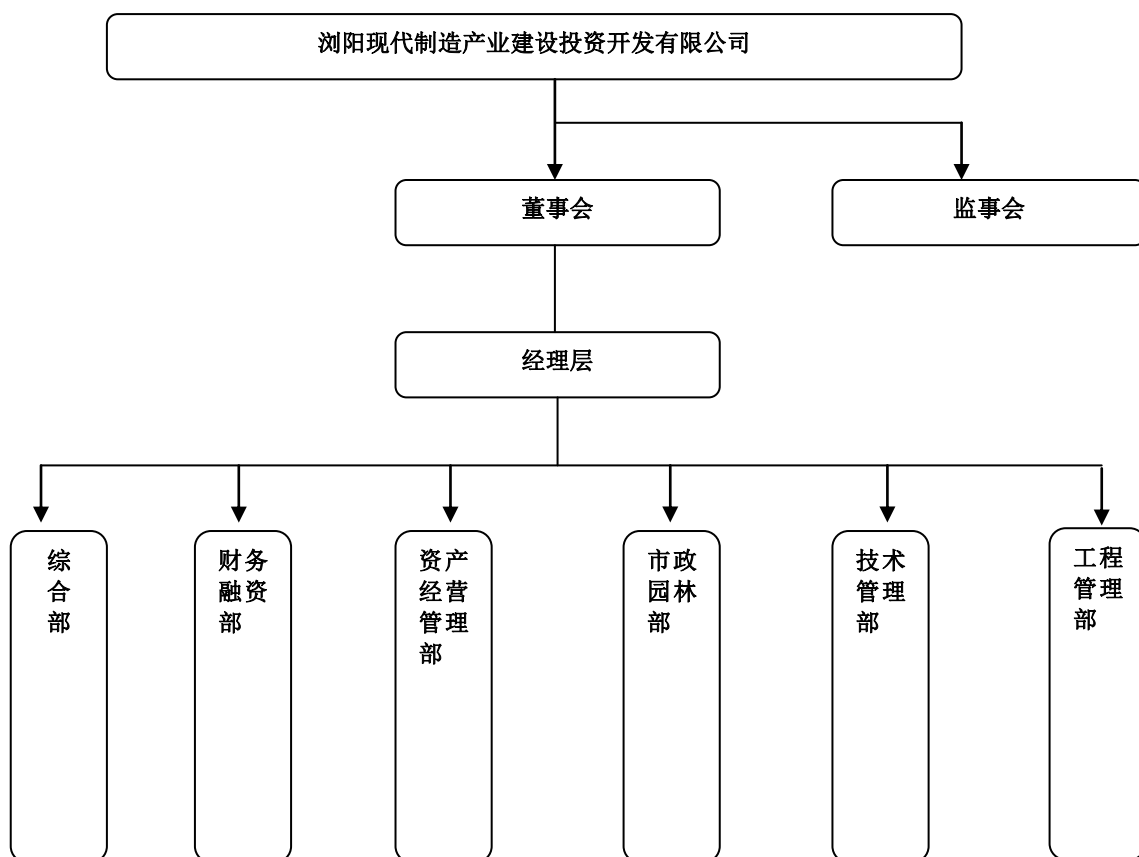 浏阳现代制造产业建设投资开发有限公司
董事会
监事会
经理层
综
合
部
财务
融资
部
资产
经营
管理
部
市政
园林
部
技术
管理
部
工程
管理
部